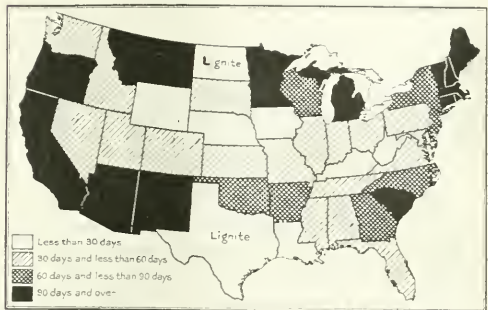 Lignite
Lignite
Less than 30 days
30 days and less than 60 days
60 days and less than 90 days
90 days and over